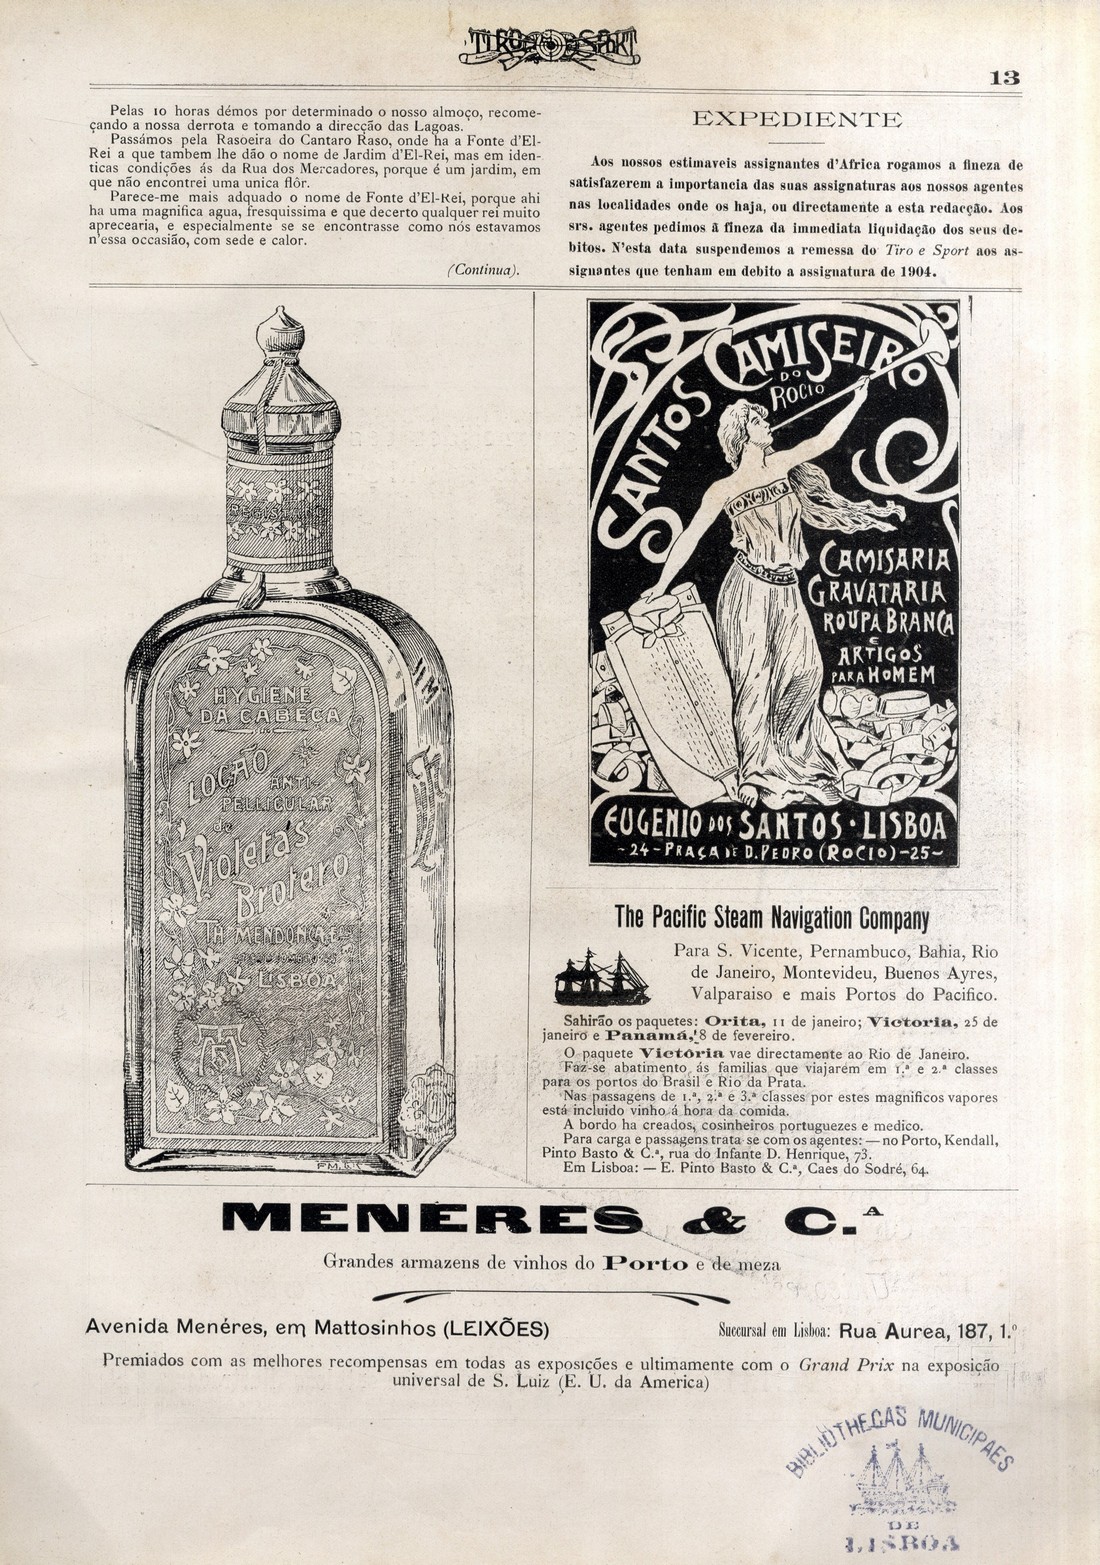 TIRO E SPORT
13
Pelas 10 horas démos por determinado o nosso almoço, recome-
çando a nossa derrota e tomando a direcção das Lagoas.
Passámos pela Rasoeira do Cantaro Raso, onde ha a Fonte d'El-
Rei a que tambem lhe dão o nome de Jardim d'El-Rei, mas em iden-
ticas condições ás da Rua dos Mercadores, porque é um jardim, em
que não encontrei uma unica flôr.
Parece-me mais adquado o nome de Fonte d'El-Rei, porque ahi
ha uma magnifica agua, fresquissima e que decerto qualquer rei muito
aprecearia, e especialmente se se encontrasse como nós estavamos
n'essa occasião, com sede e calor.
(Continua).
EXPEDIENTE
Aos nossos estimaveis assignantes d'Africa rogamos a fineza de
satisfazerem a importancia das suas assignaturas aos nossos agentes
nas localidades onde os haja, ou directamente a esta redacção. Aos
srs. agentes pedimos a fineza da immediata liquidação dos seus de-
bitos. N'esta data suspendemos a remessa do Tiro e Sport aos as-
signantes que tenham em debito a assignatura de 1904.
HYGIENE
DA CABEÇA
LOÇÃO ANTI-
PELLICULAR
de
Violetas
Brotero
TH MENDONÇA
LISBOA
F.M. & C.
SANTOS CAMISEIRO
DO
ROCIO
CAMISARIA
GRAVATARIA
ROUPA BRANCA
E
ARTIGOS
PARA HOMEM
EUGENIO DOS SANTOS · LISBOA
-24-PRAÇA DE D. PEDRO (ROCIO)-25-
The Pacific Steam Navigation Company
Para S. Vicente, Pernambuco, Bahia, Rio
de Janeiro, Montevideu, Buenos Ayres,
Valparaiso e mais Portos do Pacifico.
Sahirão os paquetes: Orita, 11 de janeiro; Victoria, 25 de
janeiro e Panamá, 8 de fevereiro.
O paquete Victória vae directamente ao Rio de Janeiro.
Faz-se abatimento ás familias que viajarem em 1.ª e 2.ª classes
para os portos do Brasil e Rio da Prata.
Nas passagens de 1.ª, 2.ª e 3.ª classes por estes magnificos vapores
está incluido vinho á hora da comida.
A bordo ha creados, cosinheiros portuguezes e medico.
Para carga e passagens trata se com os agentes: — no Porto, Kendall,
Pinto Basto & C.ª, rua do Infante D. Henrique, 73.
Em Lisboa: — E. Pinto Basto & C.ª, Caes do Sodré, 64.
MENÉRES & C.A
Grandes armazens de vinhos do Porto e de meza
Avenida Menéres, em Mattosinhos (LEIXÕES)
Succursal em Lisboa: Rua Aurea, 187, 1.º
Premiados com as melhores recompensas em todas as exposições e ultimamente com o Grand Prix na exposição
universal de S. Luiz (E. U. da America)
BIBLIOTHECAS MUNICIPAES
DE
LISBOA